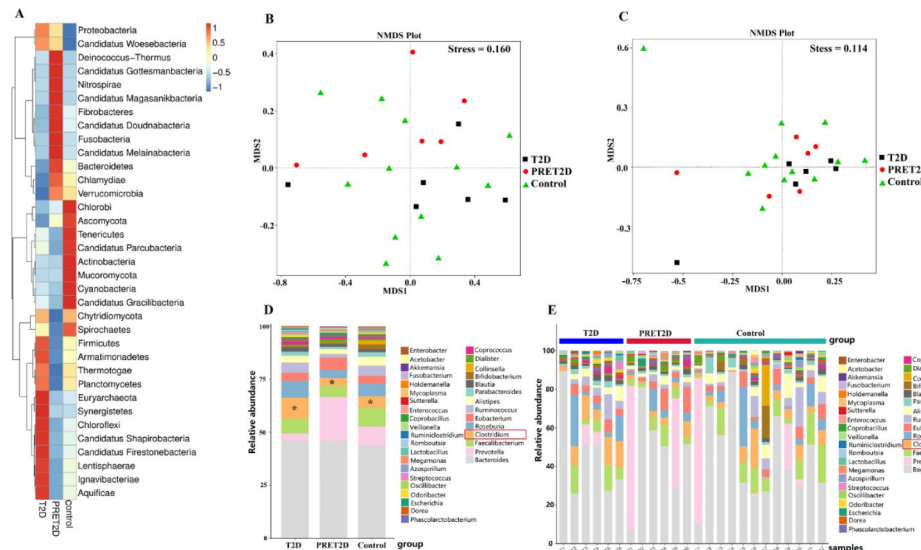 A
1
0.5
0
−0.5
−1
Proteobacteria
Candidatus Woesebacteria
Deinococcus−Thermus
Candidatus Gottesmanbacteria
Nitrospirae
Candidatus Magasanikbacteria
Fibrobacteres
Candidatus Doudnabacteria
Fusobacteria
Candidatus Melainabacteria
Bacteroidetes
Chlamydiae
Verrucomicrobia
Chlorobi
Ascomycota
Tenericutes
Candidatus Parcubacteria
Actinobacteria
Mucoromycota
Cyanobacteria
Candidatus Gracilibacteria
Chytridiomycota
Spirochaetes
Firmicutes
Armatimonadetes
Thermotogae
Planctomycetes
Euryarchaeota
Synergistetes
Chloroflexi
Candidatus Shapirobacteria
Candidatus Firestonebacteria
Lentisphaerae
Ignavibacteriae
Aquificae
T2D
PRET2D
Control
B
NMDS Plot
Stress = 0.160
0.4
0.2
0.0
-0.2
MDS2
-0.8
-0.4
0.0
0.4
MDS1
T2D
PRET2D
Control
C
NMDS Plot
Stess = 0.114
0.6
0.3
0.0
-0.3
MDS2
-0.75
-0.5
-0.25
0.00
0.25
MDS1
T2D
PRET2D
Control
D
100
75
50
25
0
Relative abundance
*
*
*
T2D
PRET2D
Control
group
Enterobacter
Acetobacter
Akkemansia
Fusobacterium
Holdemanella
Mycoplasma
Sutterella
Enterococcus
Coprobacillus
Veillonella
Ruminiclostridium
Romboutsia
Lactobacillus
Megamonas
Azospirillum
Streptococcus
Oscillibacter
Odoribacter
Escherichia
Dorea
Phascolarctobacterium
Coprococcus
Dialister
Collinsella
Bifidobacterium
Blautia
Parabacteroides
Alistipes
Ruminococcus
Eubacterium
Roseburia
Clostridium
Faecalibacterium
Prevotella
Bacteroides
E
T2D
PRET2D
Control
group
100
80
60
40
20
0
Relative abundance
samples
Enterobacter
Acetobacter
Akkemansia
Fusobacterium
Holdemanella
Mycoplasma
Sutterella
Enterococcus
Coprobacillus
Veillonella
Ruminiclostridium
Romboutsia
Lactobacillus
Megamonas
Azospirillum
Streptococcus
Oscillibacter
Odoribacter
Escherichia
Dorea
Phascolarctobacterium